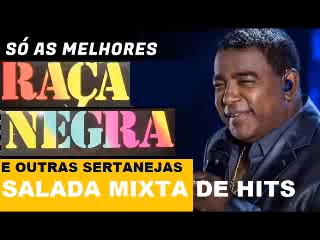 SÓ AS MELHORES
RAÇA
NEGRA
E OUTRAS SERTANEJAS
SALADA MIXTA DE HITS